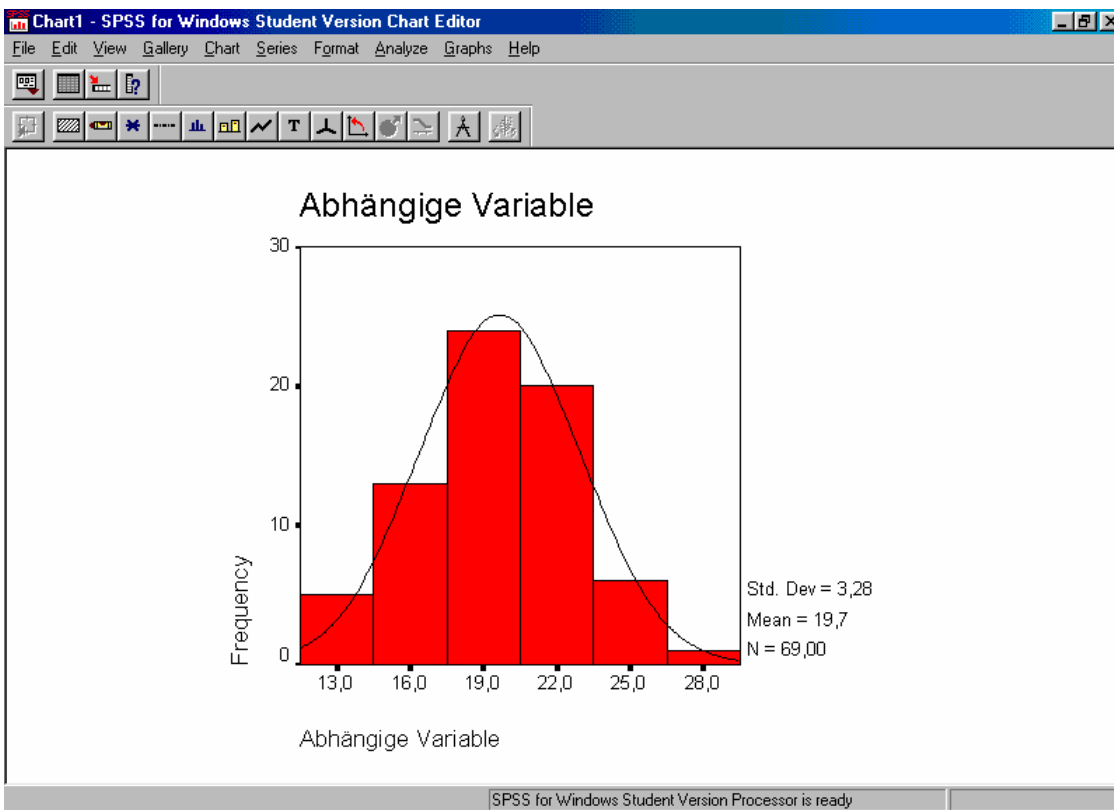 Chart1 - SPSS for Windows Student Version Chart Editor
File Edit View Gallery Chart Series Format Analyze Graphs Help
T
Abhängige Variable
30
20
10
0
Frequency
13,0 16,0 19,0 22,0 25,0 28,0
Abhängige Variable
Std. Dev = 3,28
Mean = 19,7
N = 69,00
SPSS for Windows Student Version Processor is ready